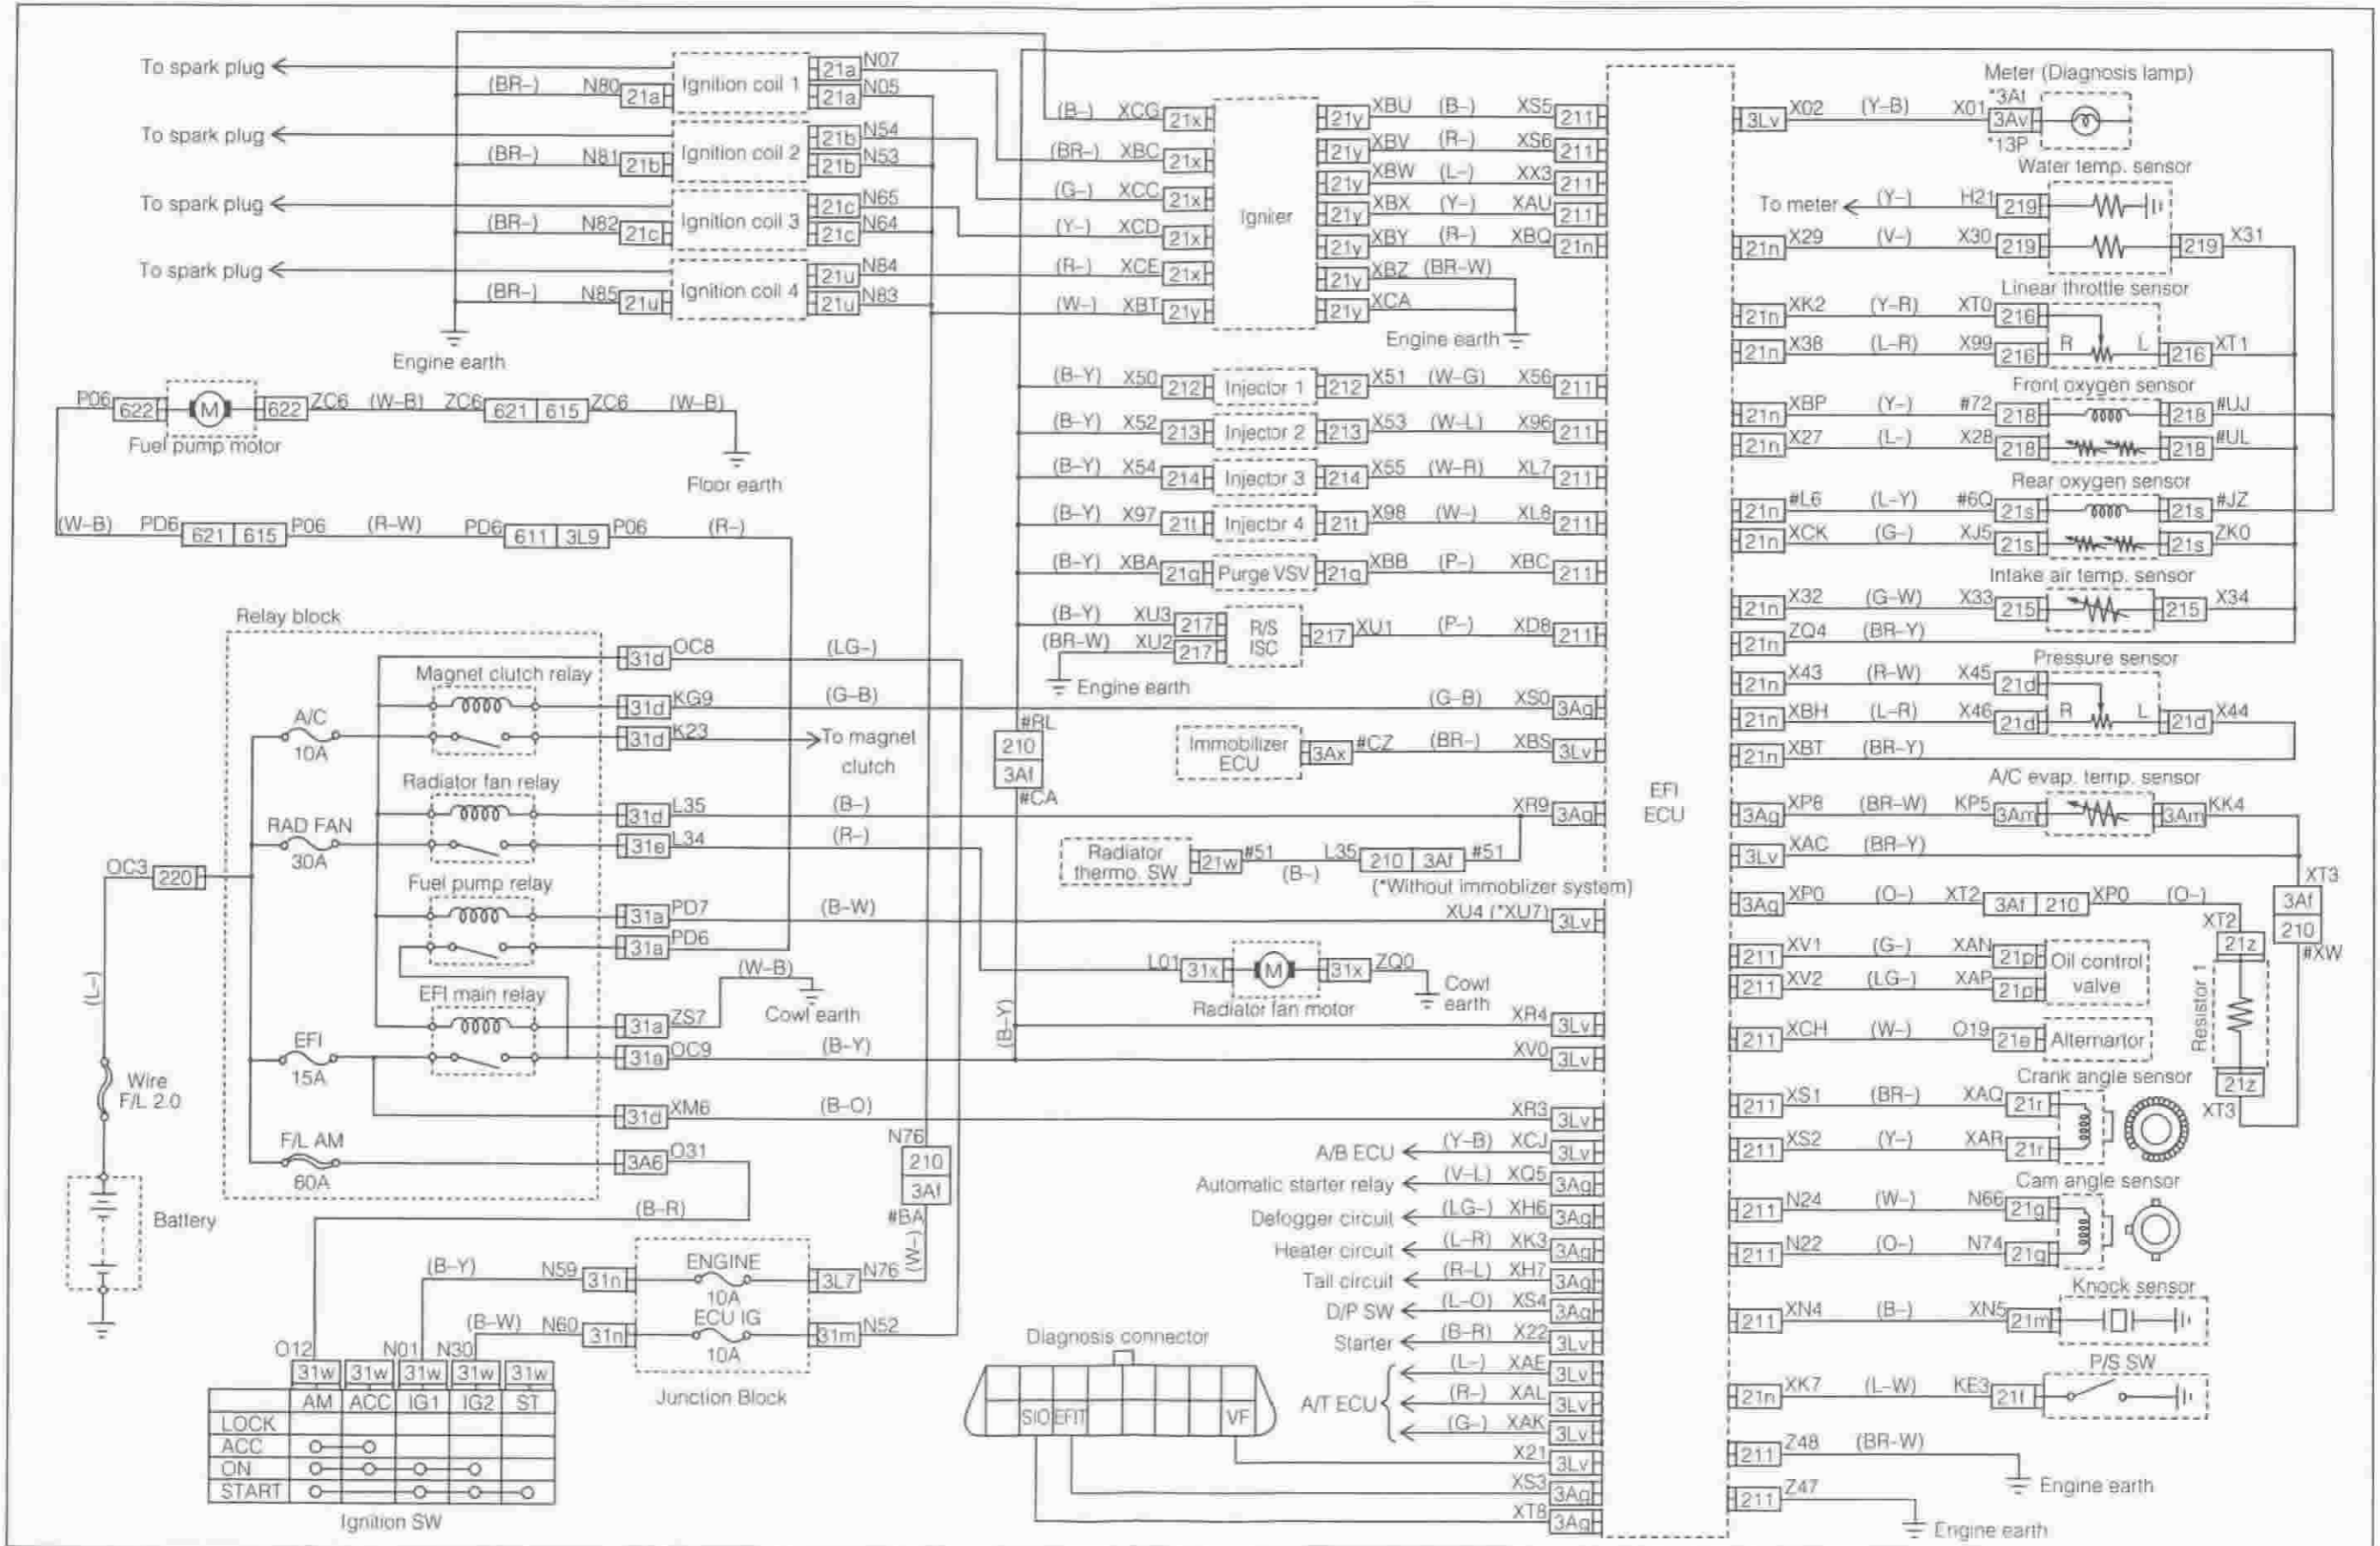 To spark plug
(BR–) N80 21a Ignition coil 1 21a N07
21a N05
To spark plug
(BR–) N81 21b Ignition coil 2 21b N54
21b N53
To spark plug
(BR–) N82 21c Ignition coil 3 21c N65
21c N64
To spark plug
(BR–) N85 21u Ignition coil 4 21u N84
21u N83
Engine earth
(B–) XCG 21x
(BR–) XBC 21x
(G–) XCC 21x
(Y–) XCD 21x
(R–) XCE 21x
(W–) XBT 21y
Igniter
21y XBU (B–) XS5 211
21y XBV (R–) XS6 211
21y XBW (L–) XX3 211
21y XBX (Y–) XAU 211
21y XBY (R–) XBQ 21n
21y XBZ (BR–W)
21y XCA
Engine earth
P06 622 M 622 ZC6 (W–B) ZC6 621 615 ZC6 (W–B)
Fuel pump motor
Floor earth
(W–B) PD6 621 615 P06 (R–W) PD6 611 3L9 P06 (R–)
(B–Y) X50 212 Injector 1 212 X51 (W–G) X56 211
(B–Y) X52 213 Injector 2 213 X53 (W–L) X96 211
(B–Y) X54 214 Injector 3 214 X55 (W–R) XL7 211
(B–Y) X97 21t Injector 4 21t X98 (W–) XL8 211
(B–Y) XBA 21q Purge VSV 21q XBB (P–) XBC 211
(B–Y) XU3 217 R/S ISC 217 XU1 (P–) XD8 211
(BR–W) XU2 217
Engine earth
Relay block
31d OC8 (LG–)
Magnet clutch relay
31d KG9 (G–B) (G–B) XS0 3Ag
A/C
10A
31d K23 To magnet
clutch
#RL
210
3Af
#CA
Immobilizer
ECU
3Ax #CZ (BR–) XBS 3Lv
Radiator fan relay
31d L35 (B–) XR9 3Ag
RAD FAN
30A
31e L34 (R–)
Radiator
thermo. SW
21w #51 (B–) L35 210 3Af #51
(*Without immoblizer system)
OC3 220
Fuel pump relay
31a PD7 (B–W) XU4 (*XU7) 3Lv
31a PD6
L01 31x M 31x ZQ0
Radiator fan motor
Cowl
earth
(W–B)
Cowl earth
EFI main relay
31a ZS7
(B–Y)
XR4 3Lv
EFI
15A
31a OC9 (B–Y) XV0 3Lv
31d XM6 (B–O) XR3 3Lv
(L–)
Wire
F/L 2.0
F/L AM
60A
3A6 O31
(B–R)
Battery
N76
210
3Af
#BA
(W–)
A/B ECU (Y–B) XCJ 3Lv
Automatic starter relay (V–L) XQ5 3Ag
Defogger circuit (LG–) XH6 3Ag
Heater circuit (L–R) XK3 3Ag
Tail circuit (R–L) XH7 3Ag
D/P SW (L–O) XS4 3Ag
Starter (B–R) X22 3Lv
A/T ECU
(L–) XAE 3Lv
(R–) XAL 3Lv
(G–) XAK 3Lv
X21 3Lv
XS3 3Ag
XT8 3Ag
(B–Y) N59 31n ENGINE 10A 3L7 N76
(B–W) N60 31n ECU IG 10A 31m N52
Junction Block
Diagnosis connector
SIO EFIT VF
O12 N01 N30
31w 31w 31w 31w 31w
AM ACC IG1 IG2 ST
LOCK
ACC
ON
START
Ignition SW
EFI
ECU
Meter (Diagnosis lamp)
3Lv X02 (Y–B) X01 *3Af 3Av *13P
Water temp. sensor
To meter (Y–) H21 219
21n X29 (V–) X30 219 219 X31
Linear throttle sensor
21n XK2 (Y–R) XT0 216
21n X38 (L–R) X99 216 R L 216 XT1
Front oxygen sensor
21n XBP (Y–) #72 218 218 #UJ
21n X27 (L–) X28 218 218 #UL
Rear oxygen sensor
21n #L6 (L–Y) #6Q 21s 21s #JZ
21n XCK (G–) XJ5 21s 21s ZK0
Intake air temp. sensor
21n X32 (G–W) X33 215 215 X34
21n ZQ4 (BR–Y)
Pressure sensor
21n X43 (R–W) X45 21d
21n XBH (L–R) X46 21d R L 21d X44
21n XBT (BR–Y)
A/C evap. temp. sensor
3Ag XP8 (BR–W) KP5 3Am 3Am KK4
3Lv XAC (BR–Y)
3Ag XP0 (O–) XT2 3Af 210 XP0 (O–)
XT3
3Af
210
#XW
XT2
21z
Resistor 1
21z
XT3
211 XV1 (G–) XAN 21p Oil control
211 XV2 (LG–) XAP 21p valve
211 XCH (W–) O19 21e Alternartor
Crank angle sensor
211 XS1 (BR–) XAQ 21r
211 XS2 (Y–) XAR 21r
Cam angle sensor
211 N24 (W–) N66 21g
211 N22 (O–) N74 21g
Knock sensor
211 XN4 (B–) XN5 21m
P/S SW
21n XK7 (L–W) KE3 21f
211 Z48 (BR–W)
Engine earth
211 Z47
Engine earth